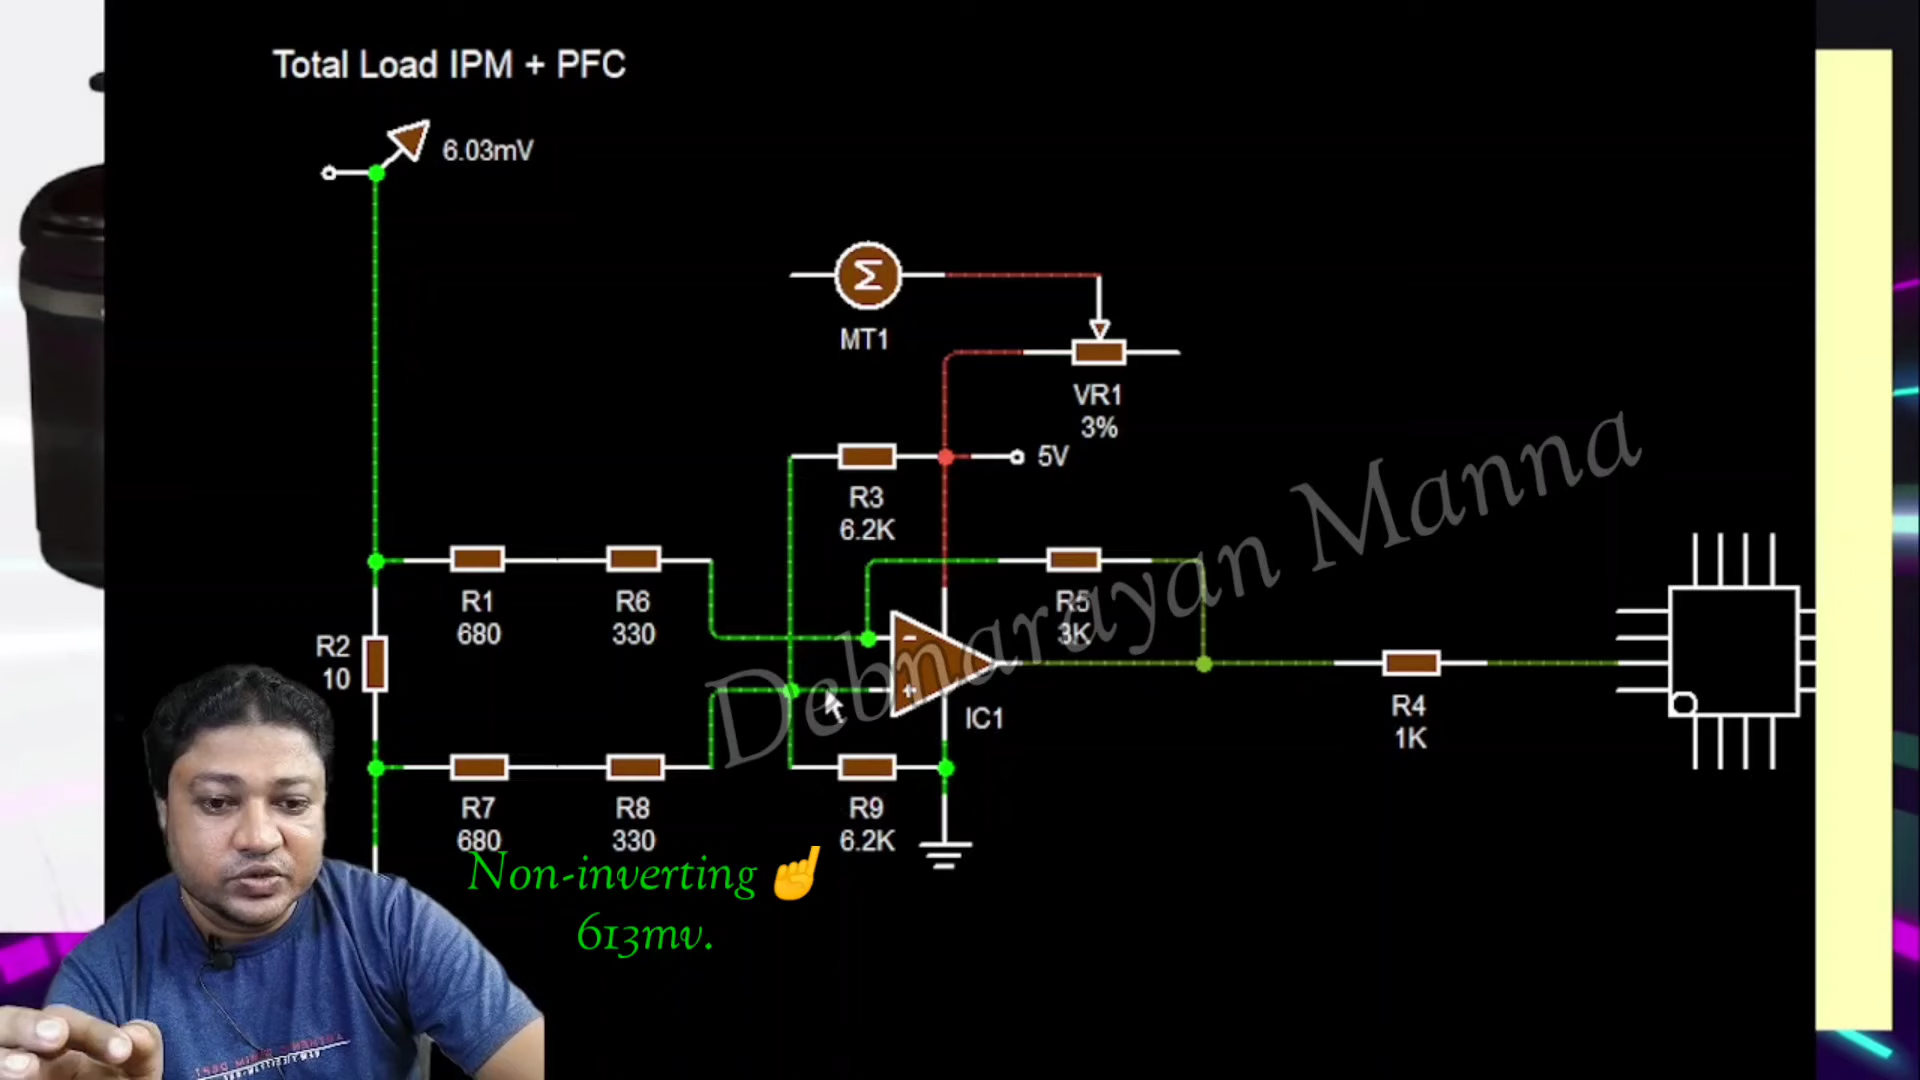 Total Load IPM + PFC
6.03mV
Σ
MT1
VR1
3%
5V
R3
6.2K
R1
680
R6
330
R5
3K
R2
10
-
+
IC1
R4
1K
R7
680
R8
330
R9
6.2K
Debnarayan Manna
Non-inverting ☝
613mv.